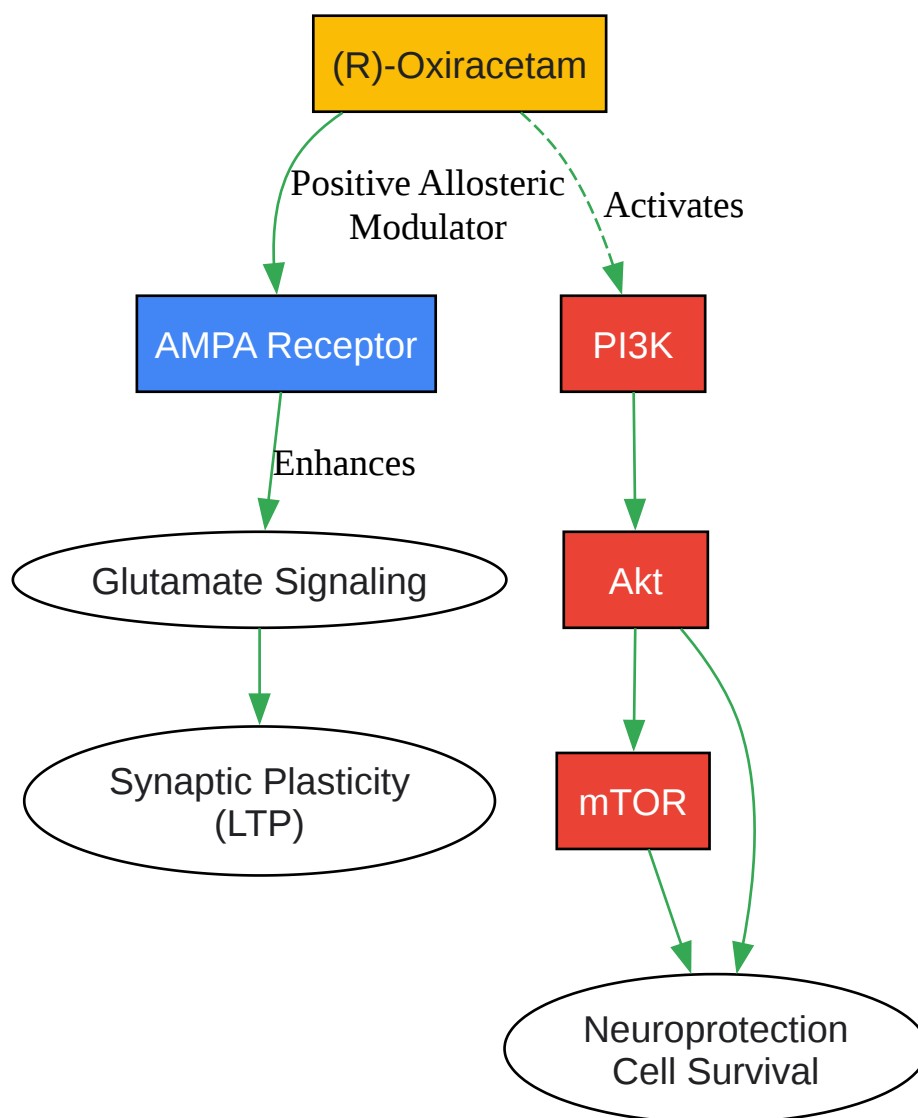 (R)-Oxiracetam
Positive Allosteric
Modulator
Activates
AMPA Receptor
PI3K
Enhances
Glutamate Signaling
Akt
Synaptic Plasticity
(LTP)
mTOR
Neuroprotection
Cell Survival